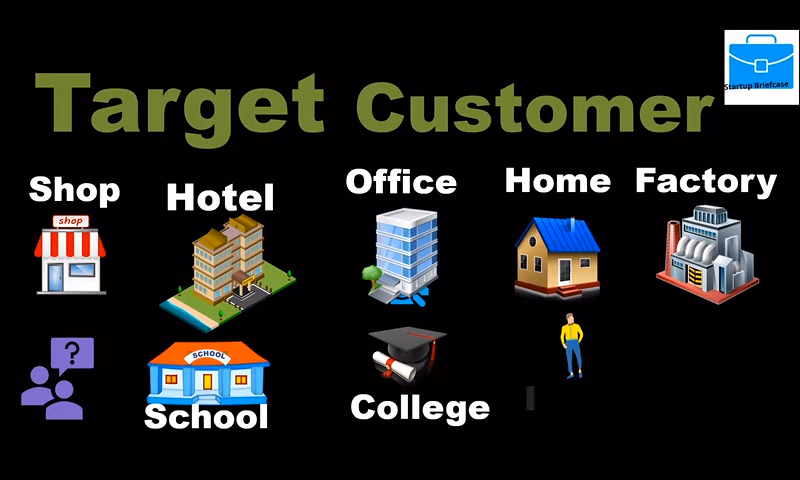 Startup Briefcase
Target Customer
Shop
Hotel
Office
Home
Factory
shop
?
SCHOOL
School
College